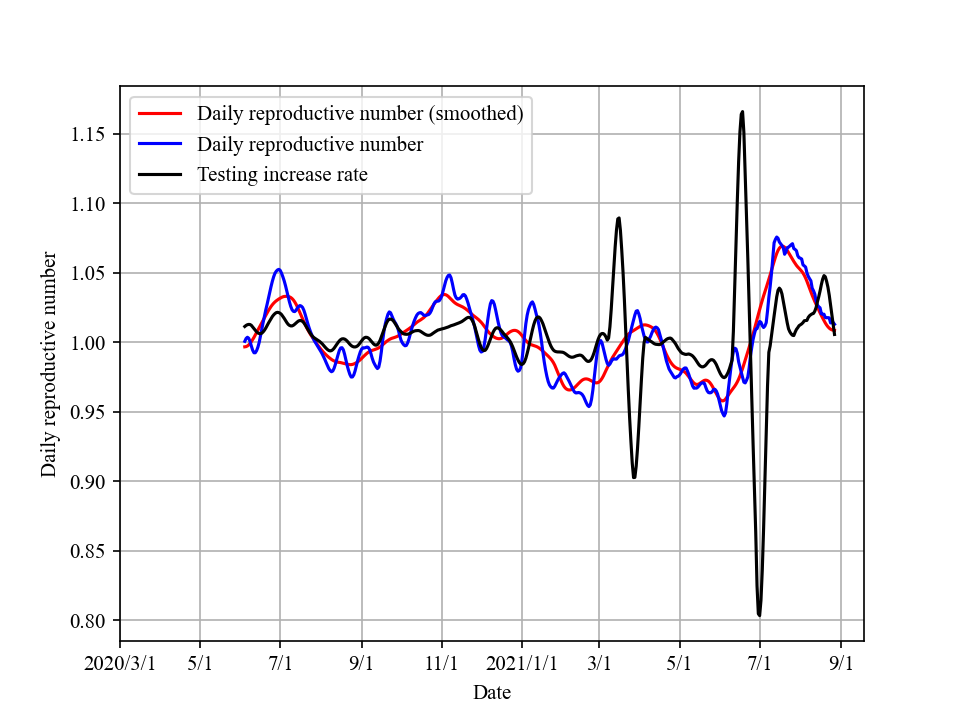 Daily reproductive number (smoothed)
Daily reproductive number
Testing increase rate
Daily reproductive number
1.15
1.10
1.05
1.00
0.95
0.90
0.85
0.80
2020/3/1 5/1 7/1 9/1 11/1 2021/1/1 3/1 5/1 7/1 9/1
Date